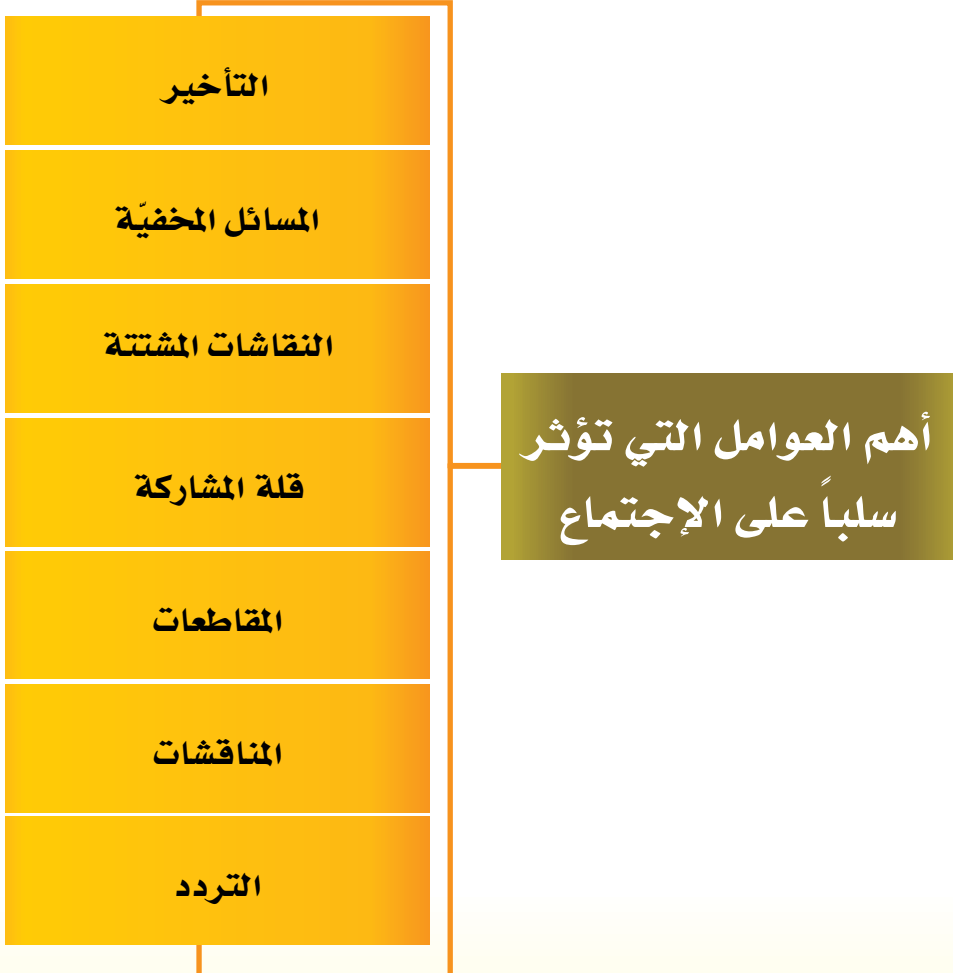 أهم العوامل التي تؤثر
سلباً على الإجتماع
التأخير
المسائل المخفيّة
النقاشات المشتتة
قلة المشاركة
المقاطعات
المناقشات
التردد